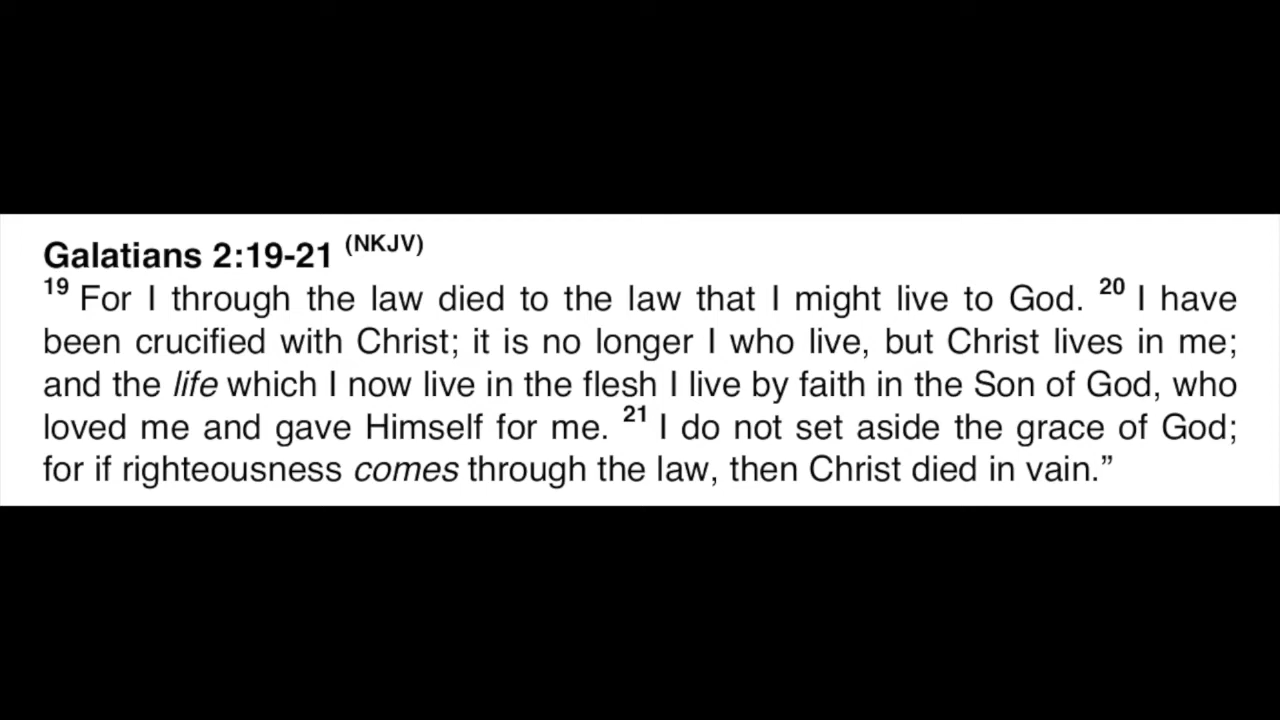 Galatians 2:19-21 (NKJV)
19 For I through the law died to the law that I might live to God. 20 I have
been crucified with Christ; it is no longer I who live, but Christ lives in me;
and the life which I now live in the flesh I live by faith in the Son of God, who
loved me and gave Himself for me. 21 I do not set aside the grace of God;
for if righteousness comes through the law, then Christ died in vain.”